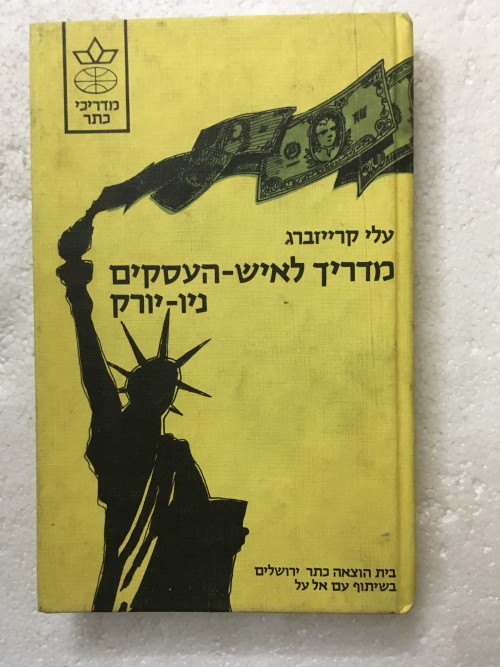 מדריכי
כתר
עלי קרייזברג
מדריך לאיש-העסקים
ניו-יורק
בית הוצאה כתר ירושלים
בשיתוף עם אל על